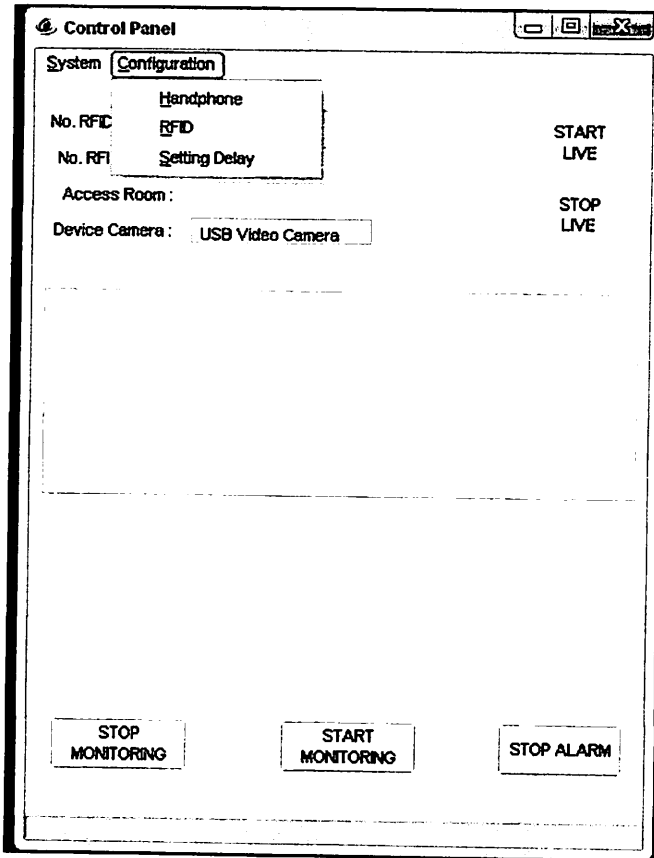 Control Panel
System Configuration
Handphone
No. RFID
RFID
START
LIVE
No. RFI
Setting Delay
Access Room :
STOP
LIVE
Device Camera : USB Video Camera
STOP
MONITORING
START
MONITORING
STOP ALARM